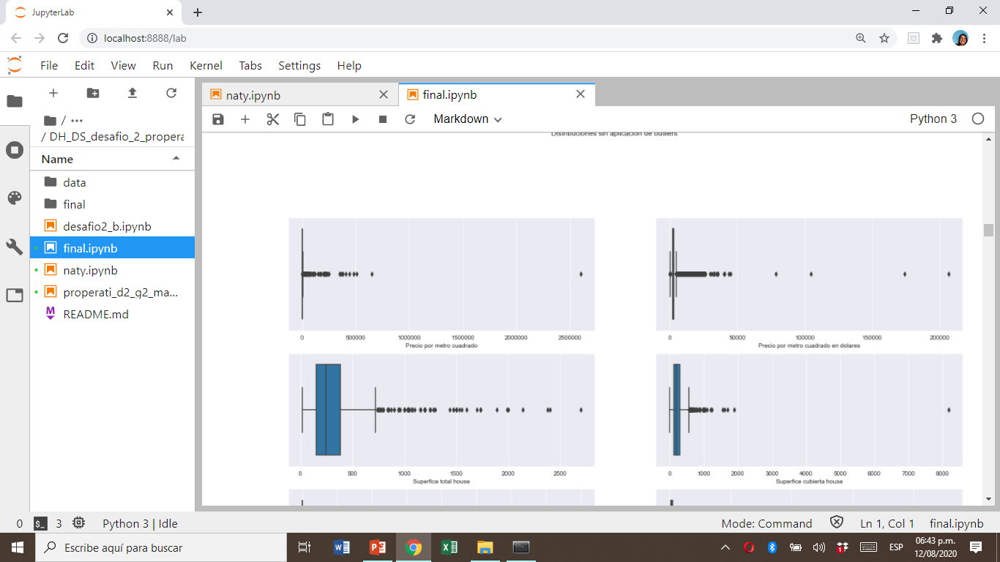 JupyterLab
localhost:8888/lab
File Edit View Run Kernel Tabs Settings Help
naty.ipynb
final.ipynb
/ ···
/ DH_DS_desafio_2_propera
Markdown
Python 3
Name
data
final
desafio2_b.ipynb
final.ipynb
naty.ipynb
properati_d2_g2_ma...
README.md
Distribuciones sin aplicación de outliers
0 500000 1000000 1500000 2000000 2500000
Precio por metro cuadrado
0 50000 100000 150000 200000
Precio por metro cuadrado en dolares
0 500 1000 1500 2000 2500
Superfice total house
0 1000 2000 3000 4000 5000 6000 7000 8000
Superfice cubierta house
0 $_ 3 Python 3 | Idle
Mode: Command Ln 1, Col 1 final.ipynb
Escribe aquí para buscar
ESP
06:43 p.m.
12/08/2020